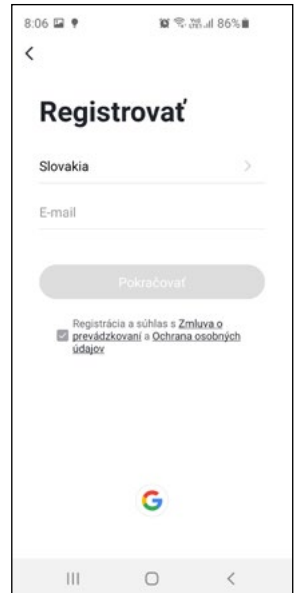 8:06 86%
Registrovať
Slovakia
E-mail
Pokračovať
Registrácia a súhlas s Zmluva o
prevádzkovaní a Ochrana osobných
údajov